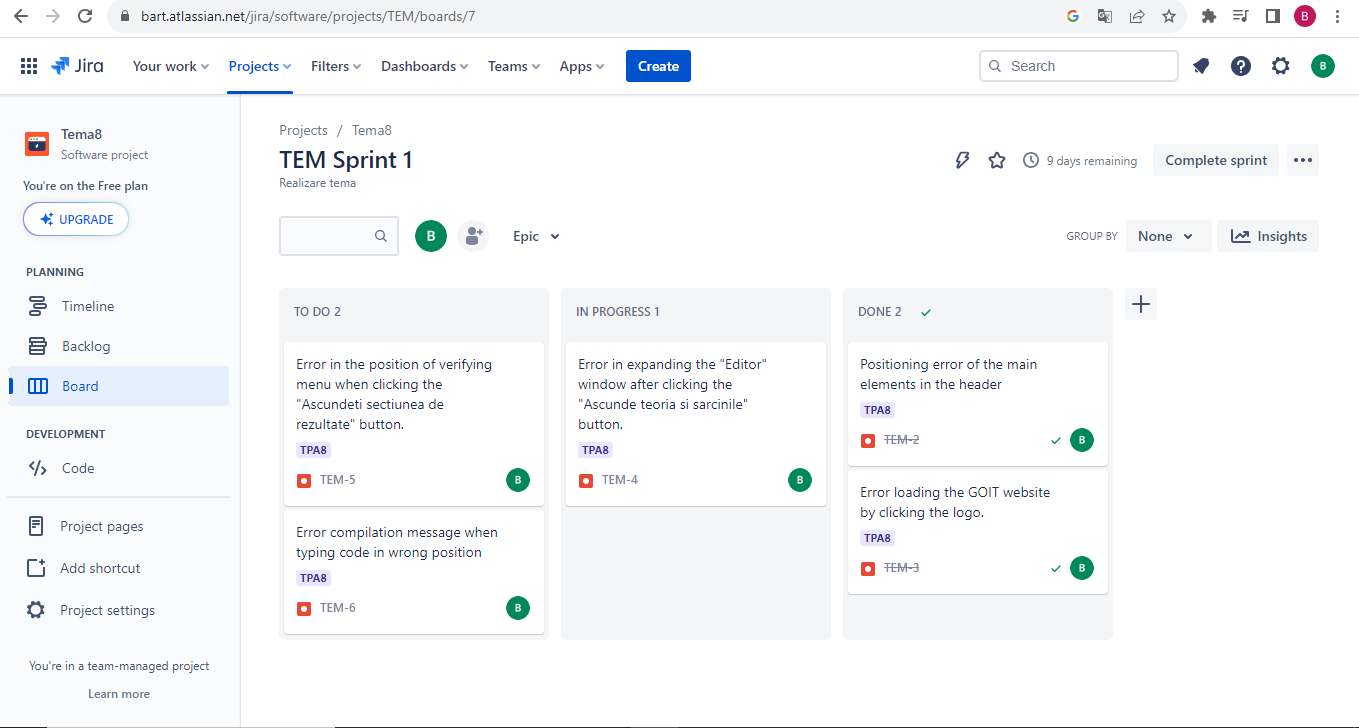 bart.atlassian.net/jira/software/projects/TEM/boards/7
B
Jira
Your work
Projects
Filters
Dashboards
Teams
Apps
Create
Search
B
Tema8
Software project
You're on the Free plan
UPGRADE
PLANNING
Timeline
Backlog
Board
DEVELOPMENT
Code
Project pages
Add shortcut
Project settings
You're in a team-managed project
Learn more
Projects / Tema8
TEM Sprint 1
Realizare tema
9 days remaining
Complete sprint
B
Epic
GROUP BY
None
Insights
TO DO 2
Error in the position of verifying
menu when clicking the
"Ascundeti sectiunea de
rezultate" button.
TPA8
TEM-5
B
Error compilation message when
typing code in wrong position
TPA8
TEM-6
B
IN PROGRESS 1
Error in expanding the "Editor"
window after clicking the
"Ascunde teoria si sarcinile"
button.
TPA8
TEM-4
B
DONE 2
Positioning error of the main
elements in the header
TPA8
TEM-2
B
Error loading the GOIT website
by clicking the logo.
TPA8
TEM-3
B